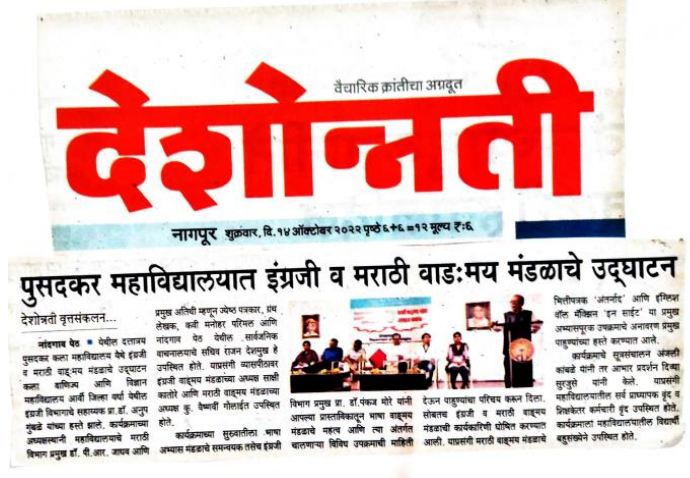 वैचारिक क्रांतीचा अग्रदूत
देशोन्नती
नागपूर शुक्रवार, दि.१४ ऑक्टोबर २०२२ पृष्ठे ६+६=१२ मूल्य ₹:६
पुसदकर महाविद्यालयात इंग्रजी व मराठी वाङःमय मंडळाचे उद्घाटन
देशोन्नती वृत्तसंकलन...
नांदगाव पेठ ■ येथील दत्तात्रय
पुसदकर कला महाविद्यालय येथे इंग्रजी
व मराठी वाङ्मय मंडळाचे उद्घाटन
कला वाणिज्य आणि विज्ञान
महाविद्यालय आर्वी जिल्हा वर्धा येथील
इंग्रजी विभागाचे सहाय्यक प्रा.डॉ. अनुप
गुंबळे यांच्या हस्ते झाले. कार्यक्रमाच्या
अध्यक्षस्थानी महाविद्यालयाचे मराठी
विभाग प्रमुख डॉ. पी.आर. जाधव आणि
प्रमुख अतिथी म्हणून ज्येष्ठ पत्रकार, ग्रंथ
लेखक, कवी मनोहर परिमल आणि
नांदगाव पेठ येथील सार्वजनिक
वाचनालयाचे सचिव राजन देशमुख हे
उपस्थित होते. याप्रसंगी व्यासपीठावर
इंग्रजी वाङ्मय मंडळाच्या अध्यक्ष साक्षी
कातोरे आणि मराठी वाङ्मय मंडळाच्या
अध्यक्ष कु. वैष्णवी गोलाईत उपस्थित
होते.
कार्यक्रमाच्या सुरुवातीला भाषा
अभ्यास मंडळाचे समन्वयक तसेच इंग्रजी
विभाग प्रमुख प्रा. डॉ.पंकज मोरे यांनी
आपल्या प्रास्ताविकातून भाषा वाङ्मय
मंडळाचे महत्व आणि त्या अंतर्गत
चालणाऱ्या विविध उपक्रमाची माहिती
देऊन पाहुण्यांचा परिचय करून दिला.
सोबतच इंग्रजी व मराठी वाङ्मय
मंडळाची कार्यकारिणी घोषित करण्यात
आली. याप्रसंगी मराठी वाङ्मय मंडळाचे
भित्तीपत्रक 'अंतर्नाद' आणि इंग्लिश
वॉल मॅक्झिन 'इन साईट' या प्रमुख
अभ्यासपूरक उपक्रमाचे अनावरण प्रमुख
पाहुण्यांच्या हस्ते करण्यात आले.
कार्यक्रमाचे सूत्रसंचालन अंजली
कांबळे यांनी तर आभार प्रदर्शन दिव्या
सुरजुसे यांनी केले. याप्रसंगी
महाविद्यालयातील सर्व प्राध्यापक वृंद व
शिक्षकेतर कर्मचारी वृंद उपस्थित होते.
कार्यक्रमाला महाविद्यालयातील विद्यार्थी
बहुसंख्येने उपस्थित होते.